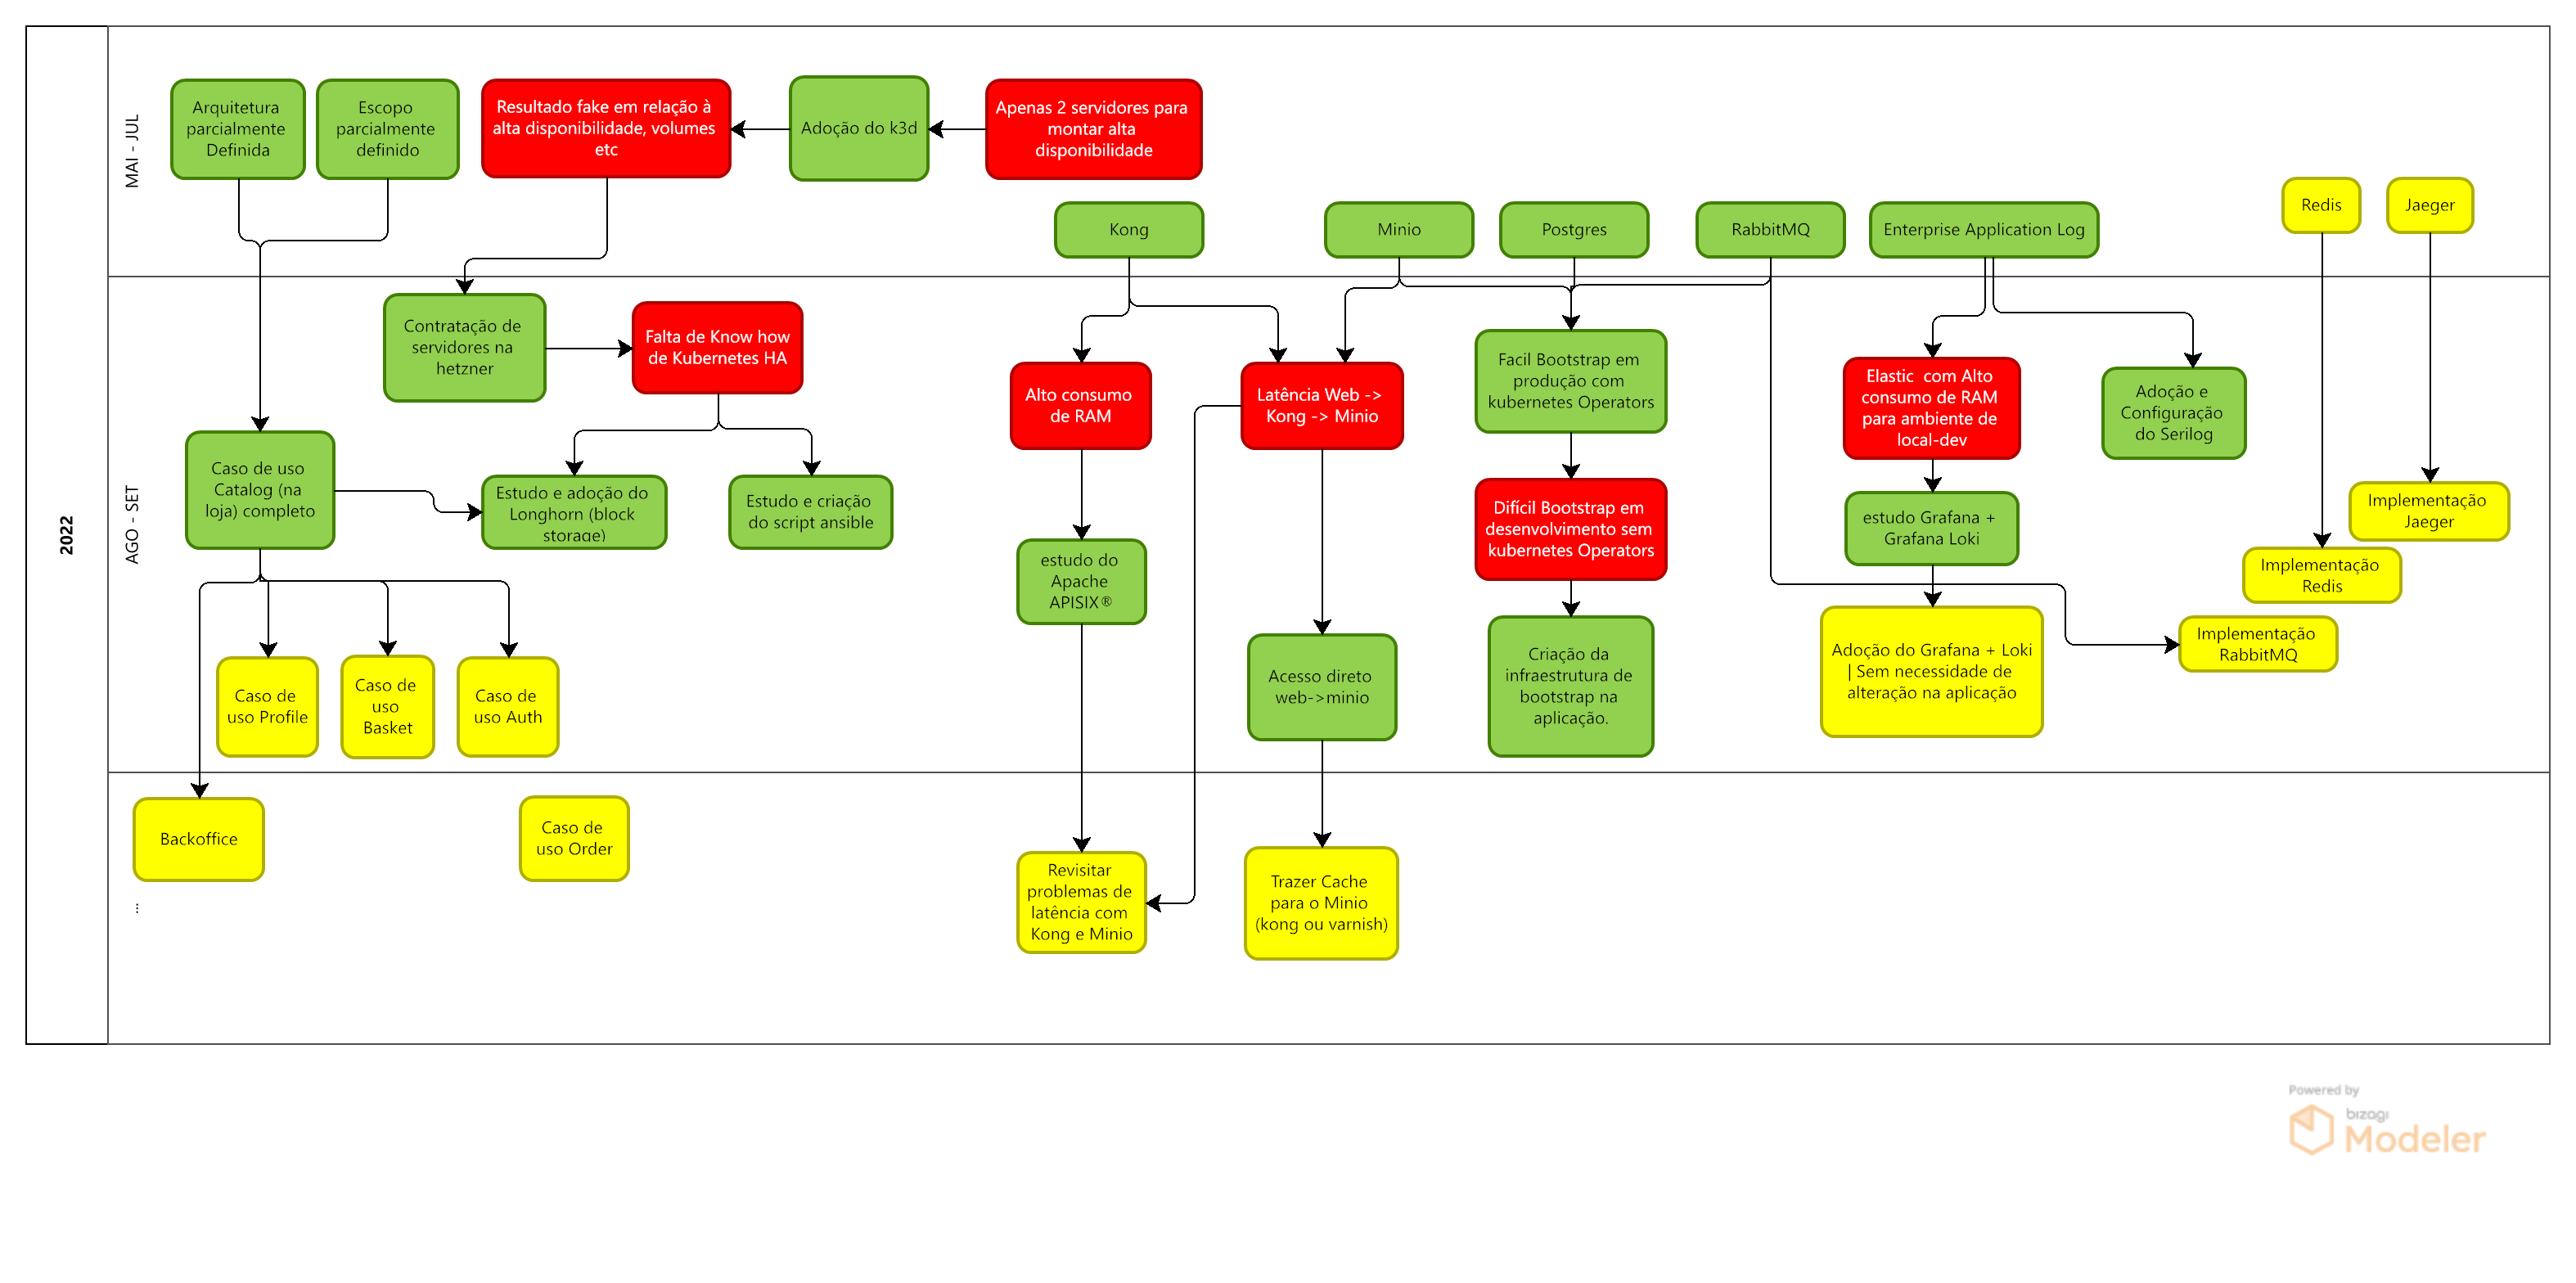 2022
MAI - JUL
Arquitetura
parcialmente
Definida
Escopo
parcialmente
definido
Resultado fake em relação à
alta disponibilidade, volumes
etc
Adoção do k3d
Apenas 2 servidores para
montar alta
disponibilidade
Kong
Minio
Postgres
RabbitMQ
Enterprise Application Log
Redis
Jaeger
AGO - SET
Contratação de
servidores na
hetzner
Falta de Know how
de Kubernetes HA
Alto consumo
de RAM
Latência Web ->
Kong -> Minio
Facil Bootstrap em
produção com
kubernetes Operators
Elastic  com Alto
consumo de RAM
para ambiente de
local-dev
Adoção e
Configuração
do Serilog
Caso de uso
Catalog (na
loja) completo
Estudo e adoção do
Longhorn (block
storage)
Estudo e criação
do script ansible
Difícil Bootstrap em
desenvolvimento sem
kubernetes Operators
estudo Grafana +
Grafana Loki
Implementação
Jaeger
estudo do
Apache
APISIX®
Implementação
Redis
Caso de
uso Profile
Caso de
uso
Basket
Caso de
uso Auth
Acesso direto
web->minio
Criação da
infraestrutura de
bootstrap na
aplicação.
Adoção do Grafana + Loki
| Sem necessidade de
alteração na aplicação
Implementação
RabbitMQ
...
Backoffice
Caso de
uso Order
Revisitar
problemas de
latência com
Kong e Minio
Trazer Cache
para o Minio
(kong ou varnish)
Powered by
bizagi
Modeler